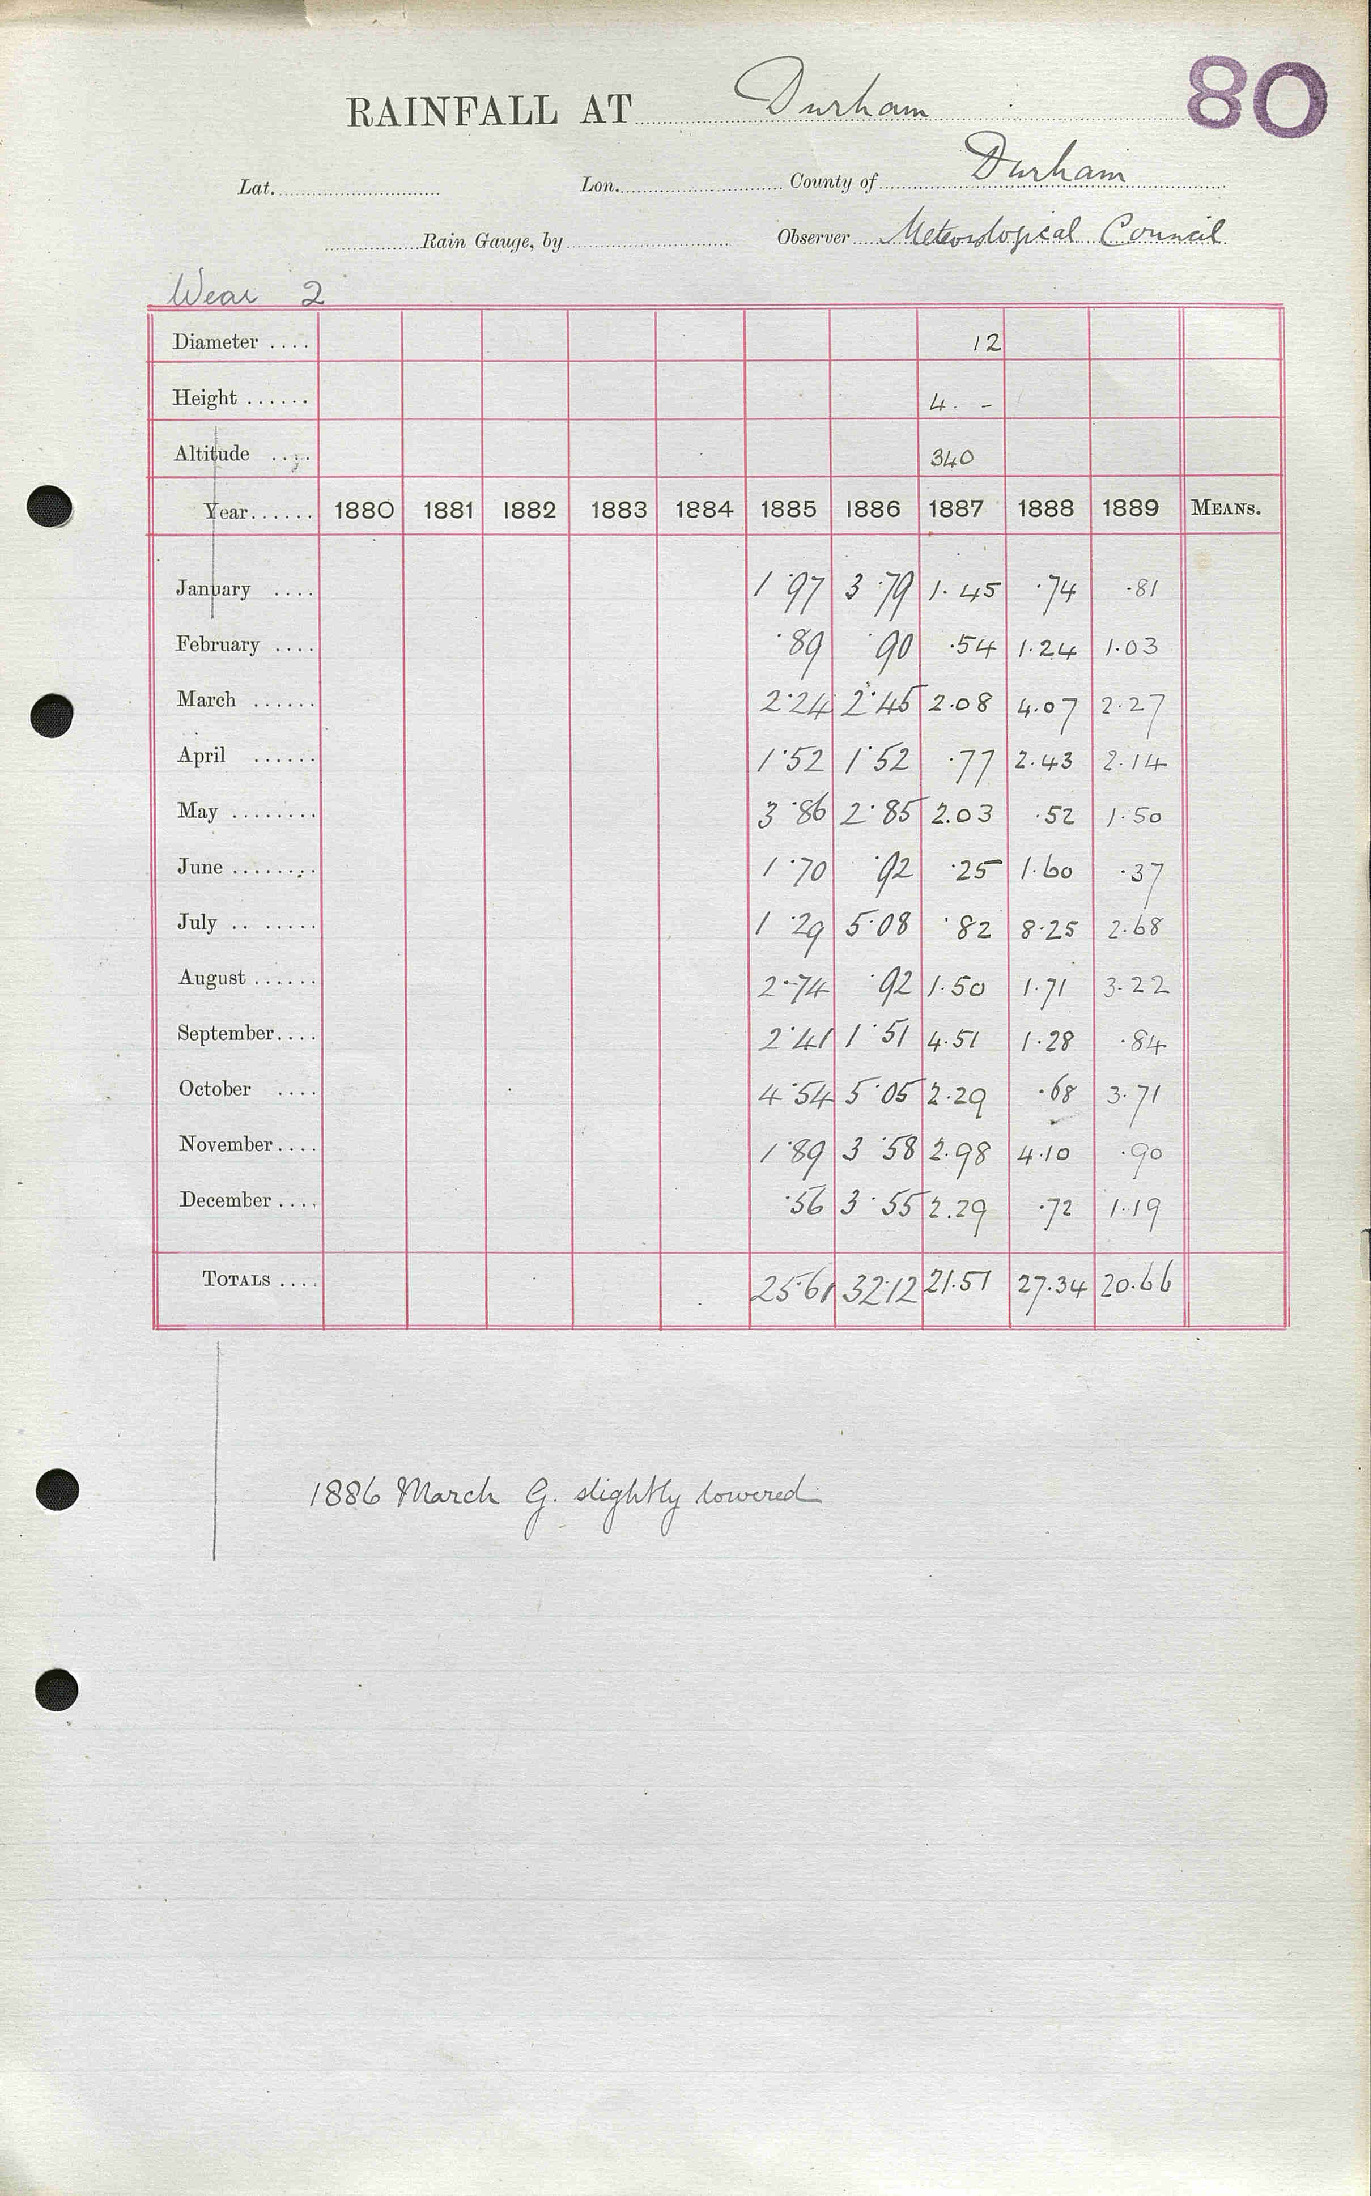 80
RAINFALL AT Durham
Lat. Lon. County of Durham
Rain Gauge, by Observer Meteorological Council
Wear 2
Diameter .... 12
Height ...... 4. -
Altitude .... 340
Year...... 1880 1881 1882 1883 1884 1885 1886 1887 1888 1889 MEANS.
January .... 1.97 3.79 1.45 .74 .81
February .... .89 .90 .54 1.24 1.03
March ...... 2.24 2.45 2.08 4.07 2.27
April ...... 1.52 1.52 .77 2.43 2.14
May ........ 3.86 2.85 2.03 .52 1.50
June ........ 1.70 .92 .25 1.60 .37
July .. ...... 1.29 5.08 .82 8.25 2.68
August ...... 2.74 .92 1.50 1.71 3.22
September.... 2.41 1.51 4.51 1.28 .84
October .... 4.54 5.05 2.29 .68 3.71
November.... 1.89 3.58 2.98 4.10 .90
December .... .56 3.55 2.29 .72 1.19
TOTALS .... 25.61 32.12 21.51 27.34 20.66
1886 March G. slightly lowered